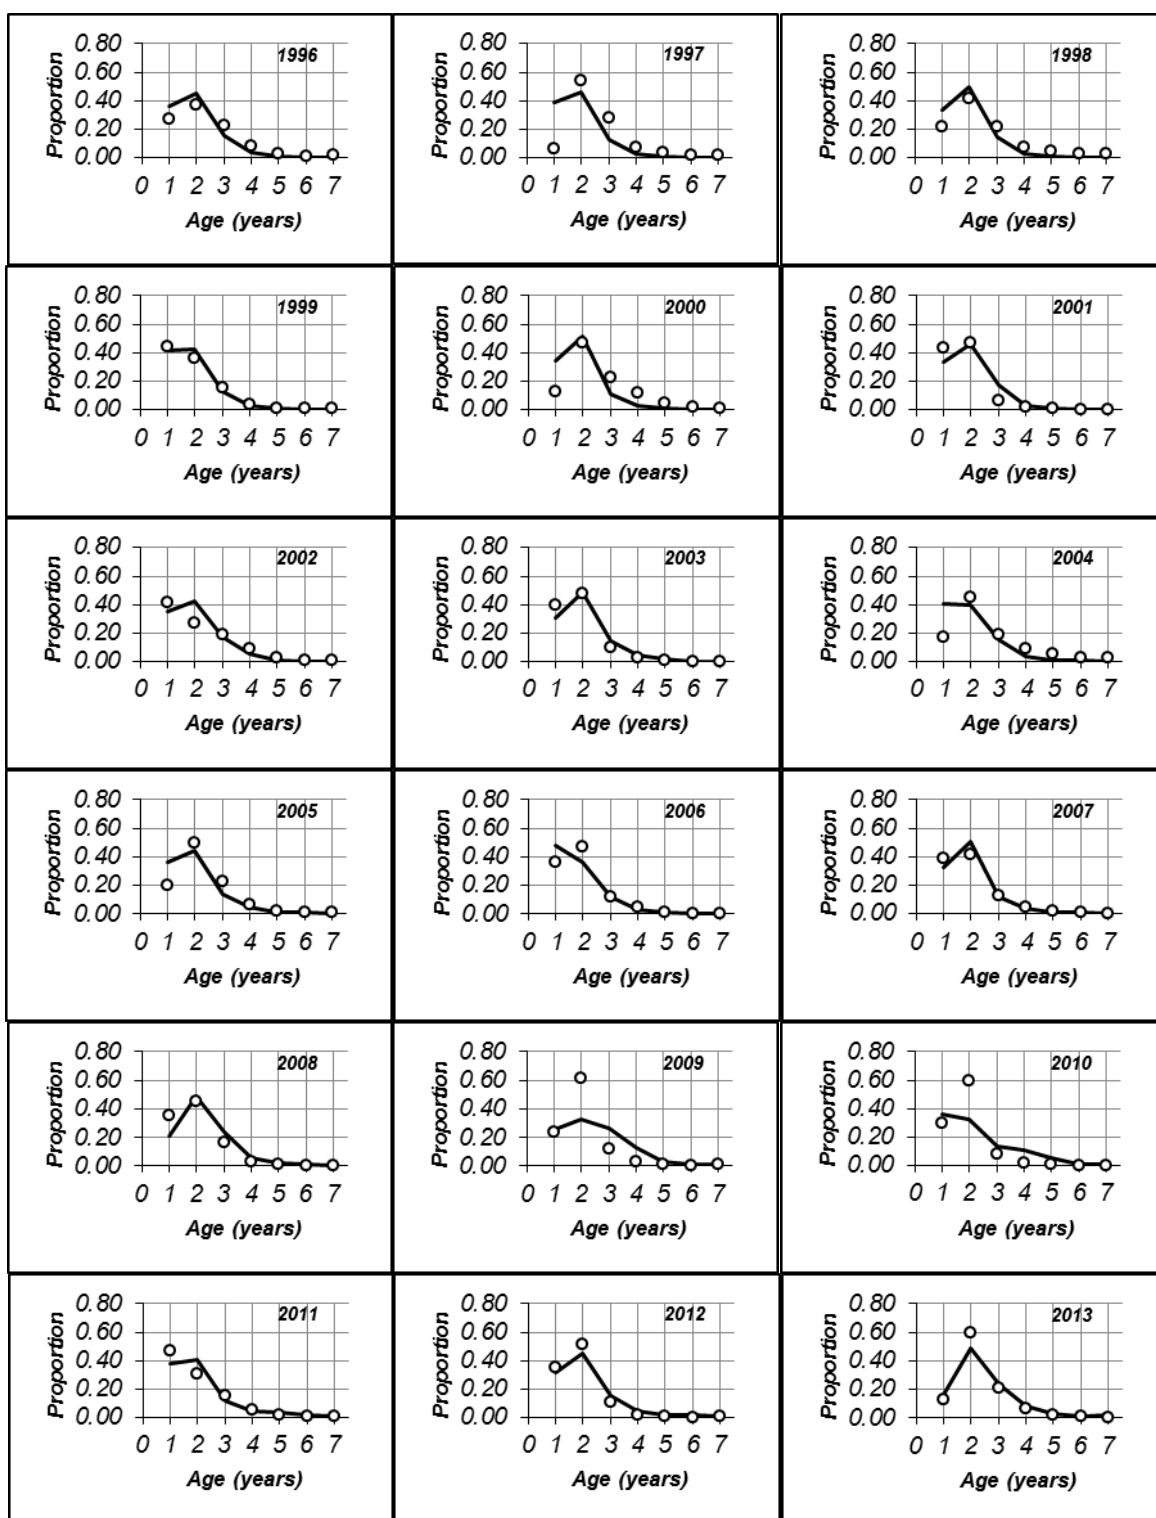 0.80 1996
0.60
0.40
0.20
0.00
Proportion
0 1 2 3 4 5 6 7
Age (years)
0.80 1997
0.60
0.40
0.20
0.00
Proportion
0 1 2 3 4 5 6 7
Age (years)
0.80 1998
0.60
0.40
0.20
0.00
Proportion
0 1 2 3 4 5 6 7
Age (years)
0.80 1999
0.60
0.40
0.20
0.00
Proportion
0 1 2 3 4 5 6 7
Age (years)
0.80 2000
0.60
0.40
0.20
0.00
Proportion
0 1 2 3 4 5 6 7
Age (years)
0.80 2001
0.60
0.40
0.20
0.00
Proportion
0 1 2 3 4 5 6 7
Age (years)
0.80 2002
0.60
0.40
0.20
0.00
Proportion
0 1 2 3 4 5 6 7
Age (years)
0.80 2003
0.60
0.40
0.20
0.00
Proportion
0 1 2 3 4 5 6 7
Age (years)
0.80 2004
0.60
0.40
0.20
0.00
Proportion
0 1 2 3 4 5 6 7
Age (years)
0.80 2005
0.60
0.40
0.20
0.00
Proportion
0 1 2 3 4 5 6 7
Age (years)
0.80 2006
0.60
0.40
0.20
0.00
Proportion
0 1 2 3 4 5 6 7
Age (years)
0.80 2007
0.60
0.40
0.20
0.00
Proportion
0 1 2 3 4 5 6 7
Age (years)
0.80 2008
0.60
0.40
0.20
0.00
Proportion
0 1 2 3 4 5 6 7
Age (years)
0.80 2009
0.60
0.40
0.20
0.00
Proportion
0 1 2 3 4 5 6 7
Age (years)
0.80 2010
0.60
0.40
0.20
0.00
Proportion
0 1 2 3 4 5 6 7
Age (years)
0.80 2011
0.60
0.40
0.20
0.00
Proportion
0 1 2 3 4 5 6 7
Age (years)
0.80 2012
0.60
0.40
0.20
0.00
Proportion
0 1 2 3 4 5 6 7
Age (years)
0.80 2013
0.60
0.40
0.20
0.00
Proportion
0 1 2 3 4 5 6 7
Age (years)